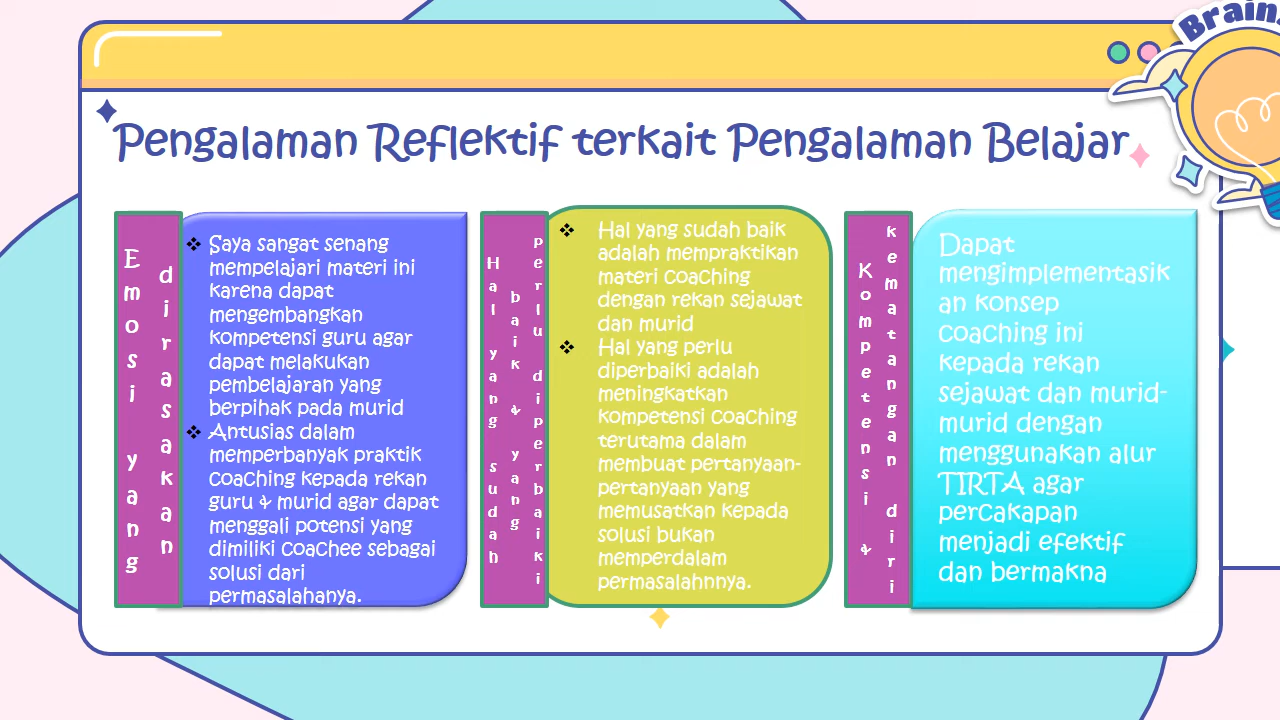 Brain
Pengalaman Reflektif terkait Pengalaman Belajar
Emosi yang
dirasakan
❖ Saya sangat senang
mempelajari materi ini
karena dapat
mengembangkan
kompetensi guru agar
dapat melakukan
pembelajaran yang
berpihak pada murid
❖ Antusias dalam
memperbanyak praktik
coaching kepada rekan
guru & murid agar dapat
menggali potensi yang
dimiliki coachee sebagai
solusi dari
permasalahanya.
Hal yang sudah
baik & yang
perlu diperbaiki
❖ Hal yang sudah baik
adalah mempraktikan
materi coaching
dengan rekan sejawat
dan murid
❖ Hal yang perlu
diperbaiki adalah
meningkatkan
kompetensi coaching
terutama dalam
membuat pertanyaan-
pertanyaan yang
memusatkan kepada
solusi bukan
memperdalam
permasalahnnya.
Kompetensi &
kematangan diri
Dapat
mengimplementasik
an konsep
coaching ini
kepada rekan
sejawat dan murid-
murid dengan
menggunakan alur
TIRTA agar
percakapan
menjadi efektif
dan bermakna